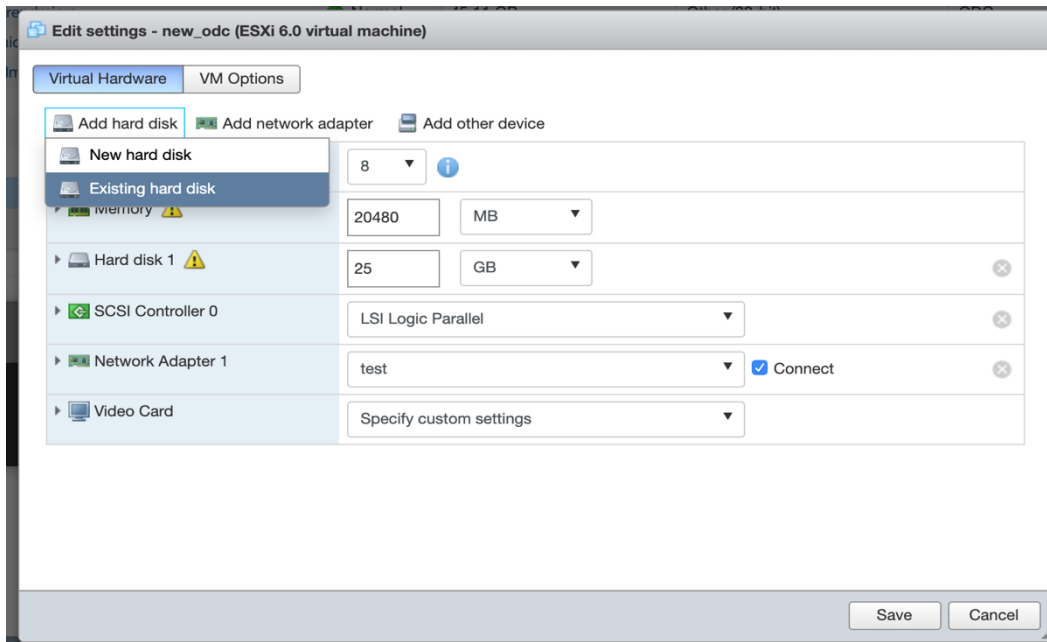 Edit settings - new_odc (ESXi 6.0 virtual machine)
Virtual Hardware VM Options
Add hard disk Add network adapter Add other device
New hard disk
Existing hard disk
8
Memory 20480 MB
Hard disk 1 25 GB
SCSI Controller 0 LSI Logic Parallel
Network Adapter 1 test Connect
Video Card Specify custom settings
Save Cancel